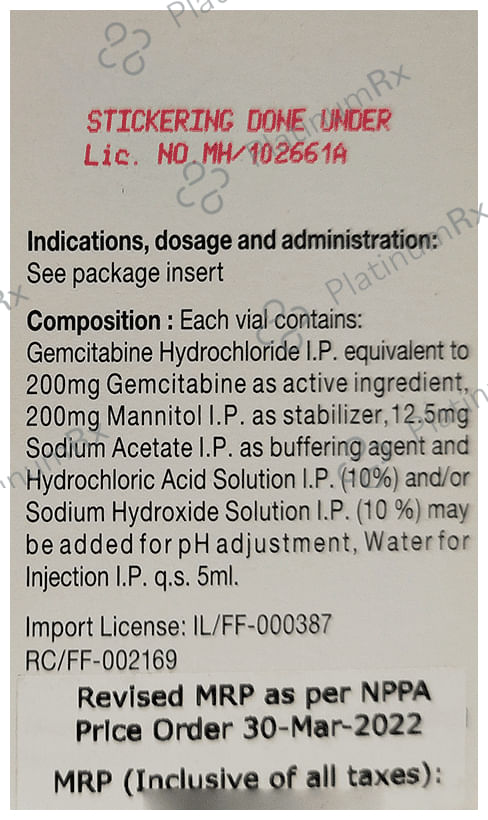 STICKERING DONE UNDER
Lic. NO.MH/102661A
Indications, dosage and administration:
See package insert
Composition : Each vial contains:
Gemcitabine Hydrochloride I.P. equivalent to
200mg Gemcitabine as active ingredient,
200mg Mannitol I.P. as stabilizer,12.5mg
Sodium Acetate I.P. as buffering agent and
Hydrochloric Acid Solution I.P. (10%) and/or
Sodium Hydroxide Solution I.P. (10 %) may
be added for pH adjustment, Water for
Injection I.P. q.s. 5ml.
Import License: IL/FF-000387
RC/FF-002169
Revised MRP as per NPPA
Price Order 30-Mar-2022
MRP (Inclusive of all taxes):
PlatinumRx
PlatinumRx
PlatinumRx